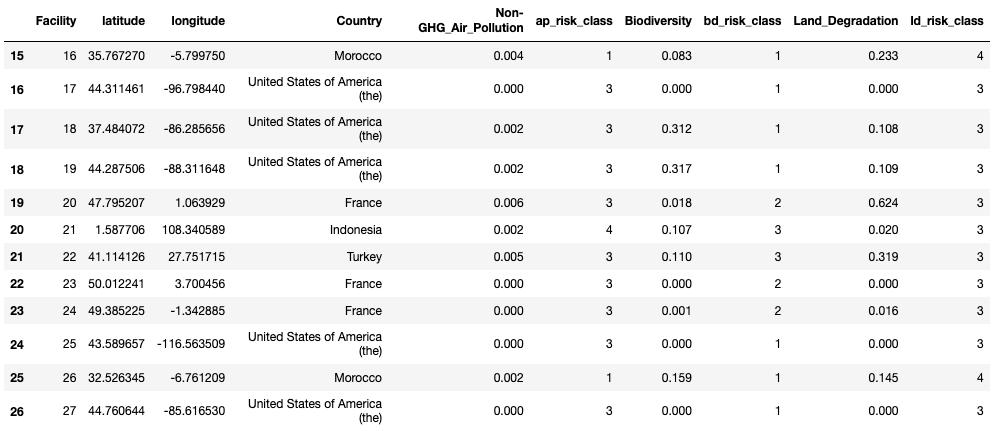 Facility latitude longitude Country Non-GHG_Air_Pollution ap_risk_class Biodiversity bd_risk_class Land_Degradation ld_risk_class
15 16 35.767270 -5.799750 Morocco 0.004 1 0.083 1 0.233 4
16 17 44.311461 -96.798440 United States of America (the) 0.000 3 0.000 1 0.000 3
17 18 37.484072 -86.285656 United States of America (the) 0.002 3 0.312 1 0.108 3
18 19 44.287506 -88.311648 United States of America (the) 0.002 3 0.317 1 0.109 3
19 20 47.795207 1.063929 France 0.006 3 0.018 2 0.624 3
20 21 1.587706 108.340589 Indonesia 0.002 4 0.107 3 0.020 3
21 22 41.114126 27.751715 Turkey 0.005 3 0.110 3 0.319 3
22 23 50.012241 3.700456 France 0.000 3 0.000 2 0.000 3
23 24 49.385225 -1.342885 France 0.000 3 0.001 2 0.016 3
24 25 43.589657 -116.563509 United States of America (the) 0.000 3 0.000 1 0.000 3
25 26 32.526345 -6.761209 Morocco 0.002 1 0.159 1 0.145 4
26 27 44.760644 -85.616530 United States of America (the) 0.000 3 0.000 1 0.000 3